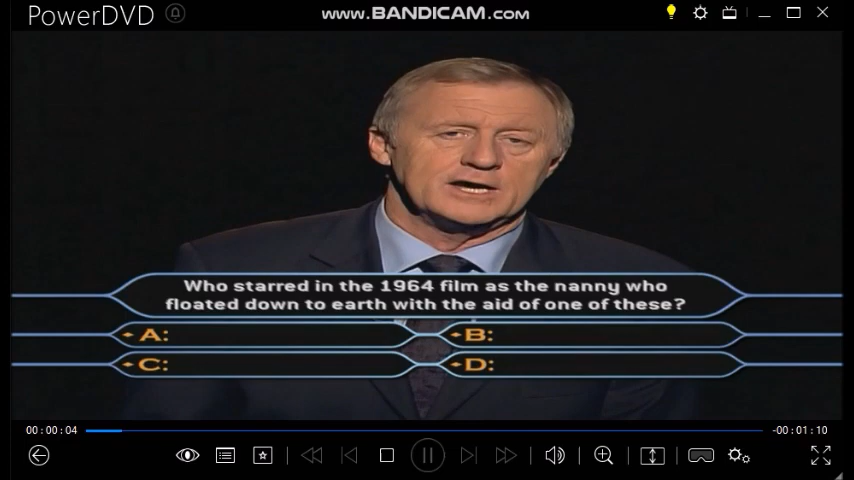 PowerDVD
www.BANDICAM.com
Who starred in the 1964 film as the nanny who
floated down to earth with the aid of one of these?
A:
B:
C:
D:
00:00:04
-00:01:10